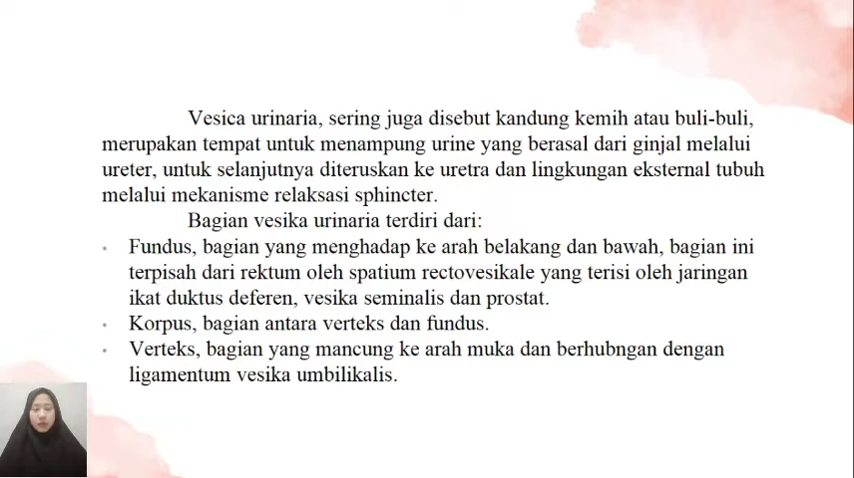 Vesica urinaria, sering juga disebut kandung kemih atau buli-buli,
merupakan tempat untuk menampung urine yang berasal dari ginjal melalui
ureter, untuk selanjutnya diteruskan ke uretra dan lingkungan eksternal tubuh
melalui mekanisme relaksasi sphincter.
Bagian vesika urinaria terdiri dari:
• Fundus, bagian yang menghadap ke arah belakang dan bawah, bagian ini
terpisah dari rektum oleh spatium rectovesikale yang terisi oleh jaringan
ikat duktus deferen, vesika seminalis dan prostat.
• Korpus, bagian antara verteks dan fundus.
• Verteks, bagian yang mancung ke arah muka dan berhubngan dengan
ligamentum vesika umbilikalis.